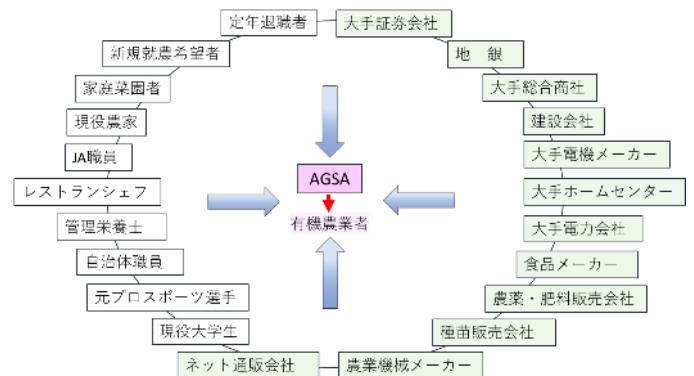 定年退職者
大手証券会社
新規就農希望者
地　銀
家庭菜園者
大手総合商社
現役農家
建設会社
JA職員
大手電機メーカー
AGSA
レストランシェフ
大手ホームセンター
有機農業者
管理栄養士
大手電力会社
自治体職員
食品メーカー
元プロスポーツ選手
農薬・肥料販売会社
現役大学生
種苗販売会社
ネット通販会社
農業機械メーカー